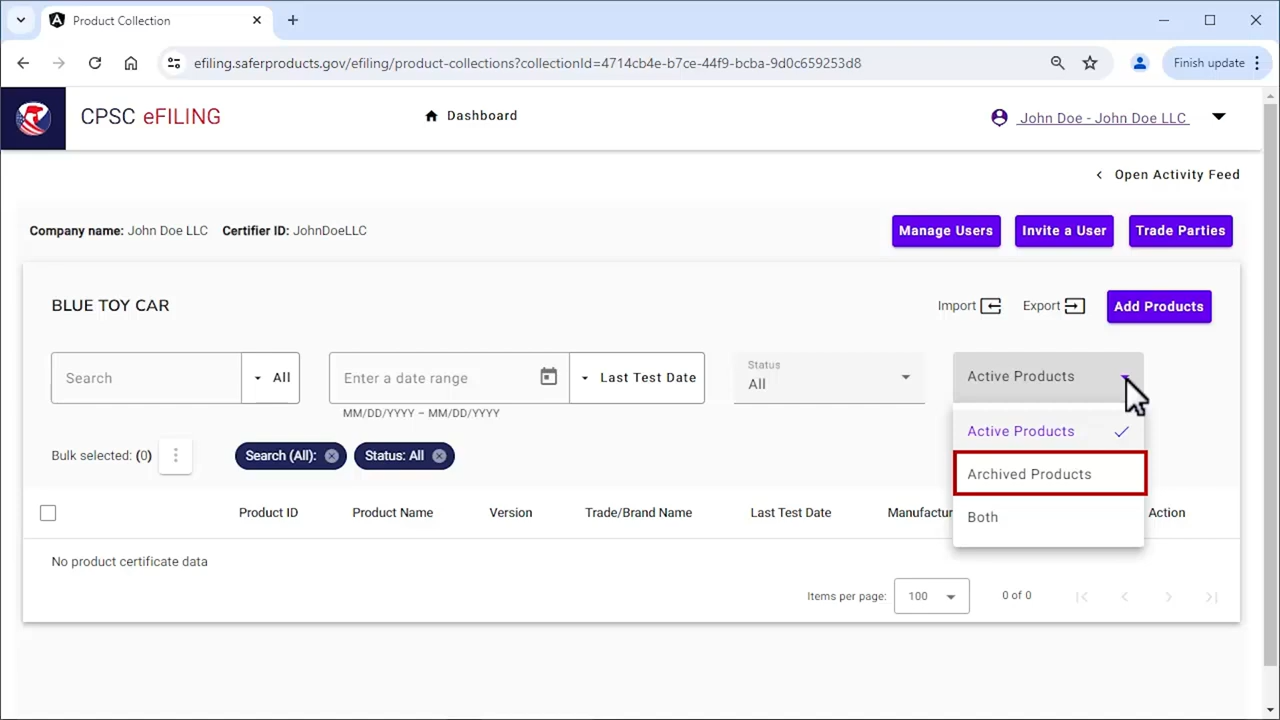 Product Collection
efiling.saferproducts.gov/efiling/product-collections?collectionId=4714cb4e-b7ce-44f9-bcba-9d0c659253d8
Finish update
CPSC eFILING
Dashboard
John Doe - John Doe LLC
Open Activity Feed
Company name: John Doe LLC Certifier ID: JohnDoeLLC
Manage Users
Invite a User
Trade Parties
BLUE TOY CAR
Import
Export
Add Products
Search
All
Enter a date range
Last Test Date
Status
All
Active Products
MM/DD/YYYY – MM/DD/YYYY
Active Products
Archived Products
Both
Bulk selected: (0)
Search (All):
Status: All
Product ID Product Name Version Trade/Brand Name Last Test Date Manufactur Action
No product certificate data
Items per page: 100 0 of 0